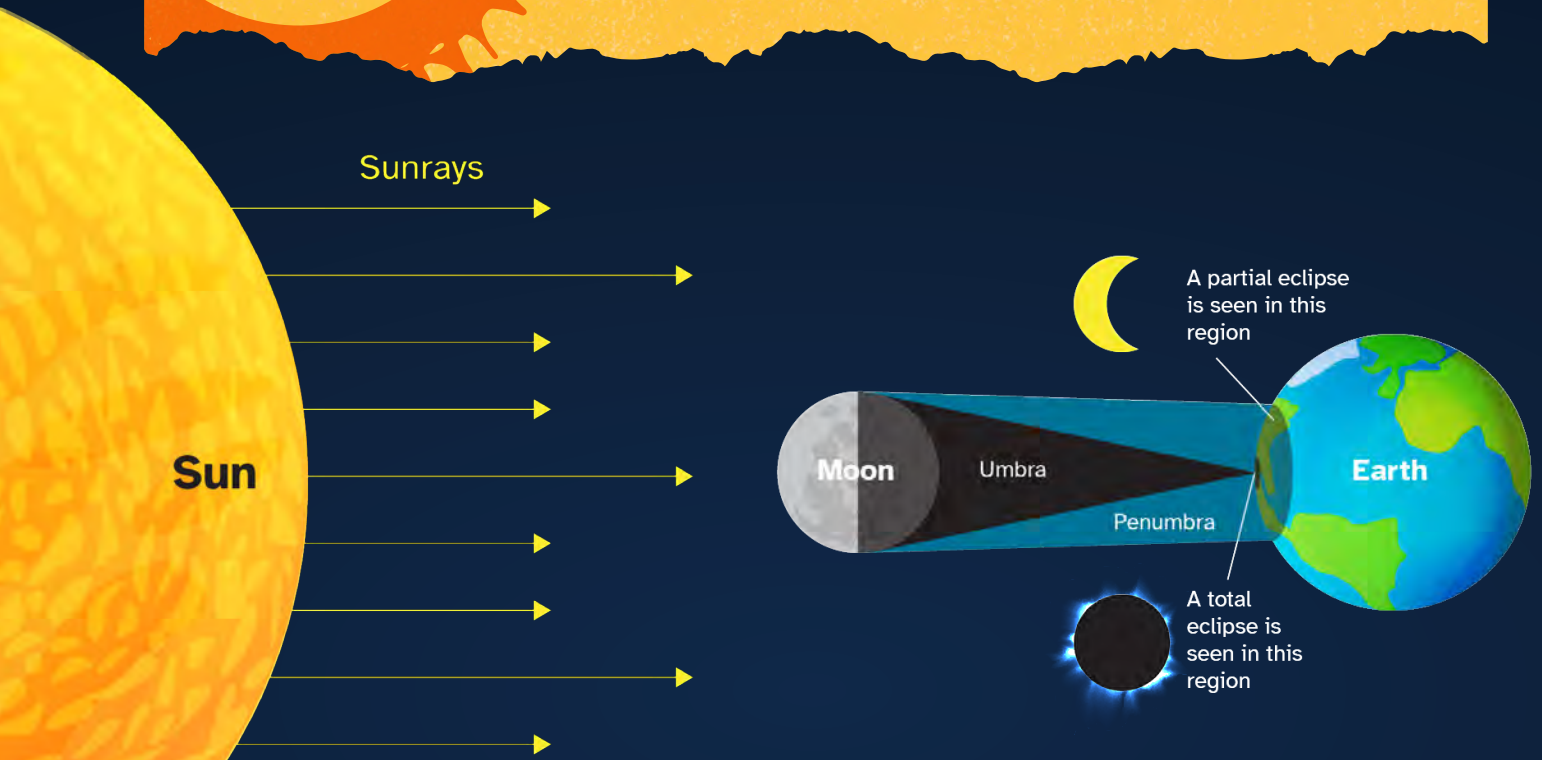 Sunrays
A partial eclipse
is seen in this
region
Sun
Moon
Umbra
Earth
Penumbra
A total
eclipse is
seen in this
region